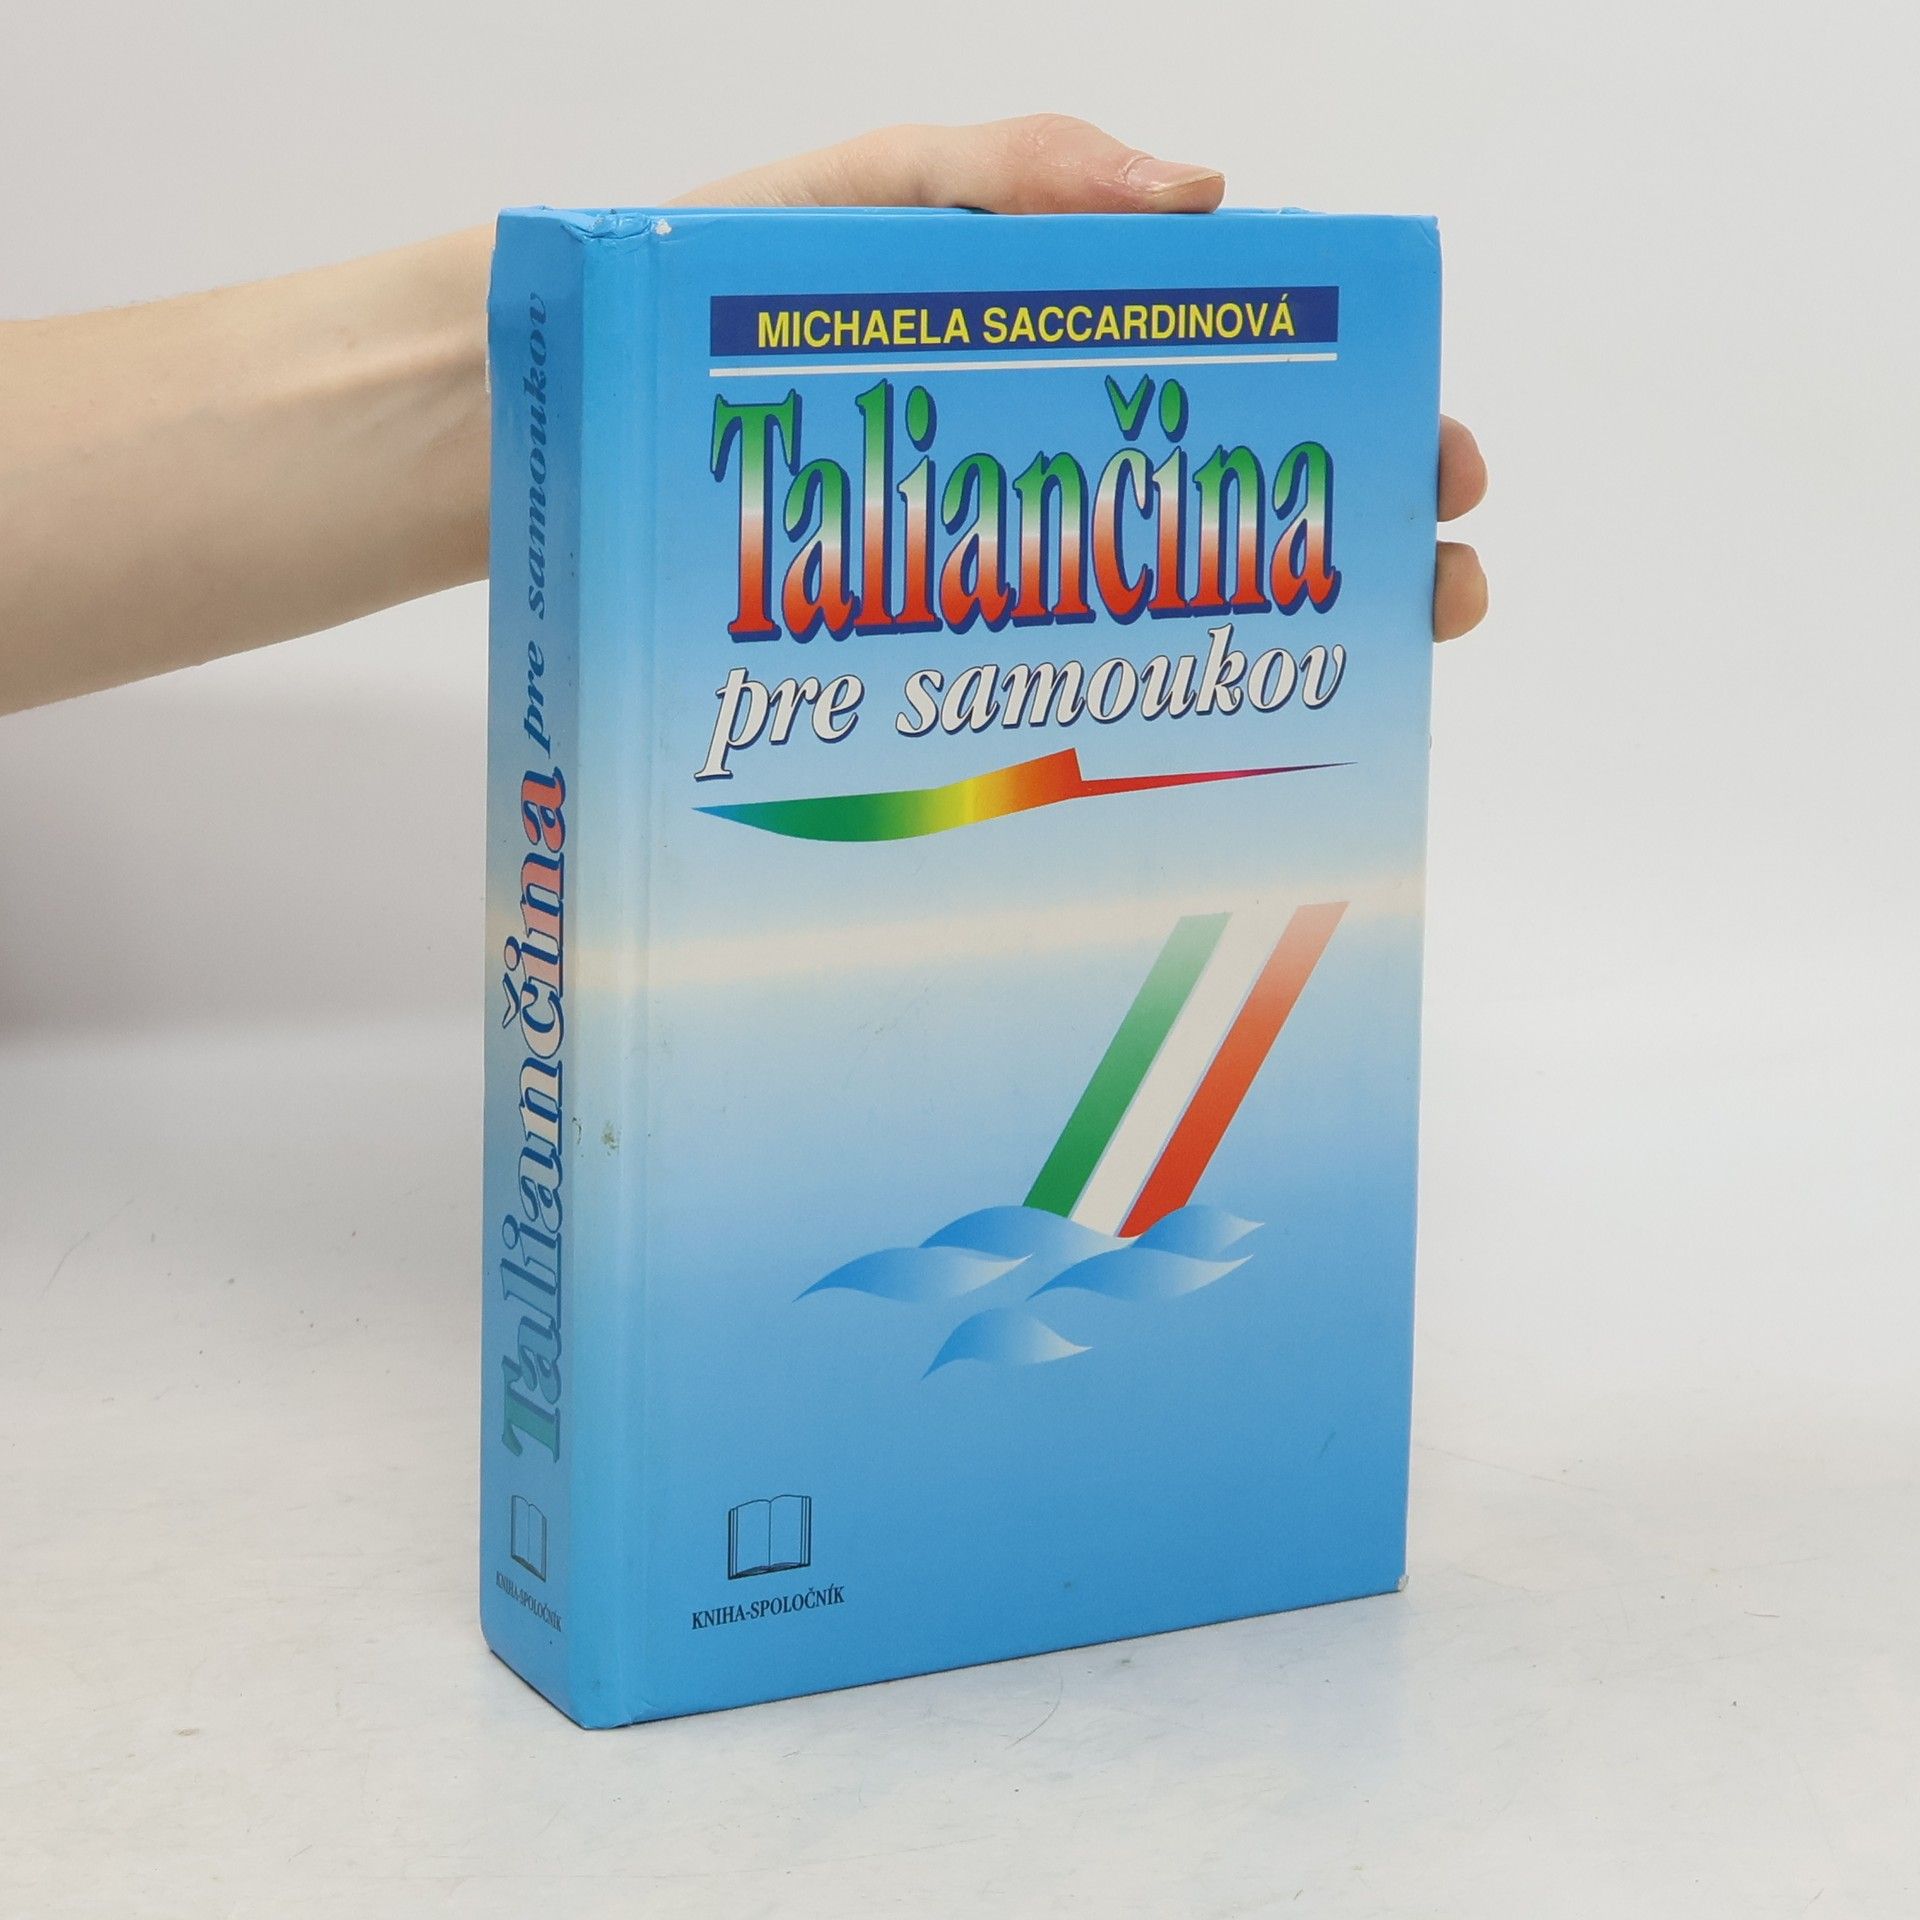 MICHAELA SACCARDINOVÁ
Taliančina
pre samoukov
KNIHA-SPOLOČNÍK
Taliančina pre samoukov
KNIHA-SPOLOČNÍK